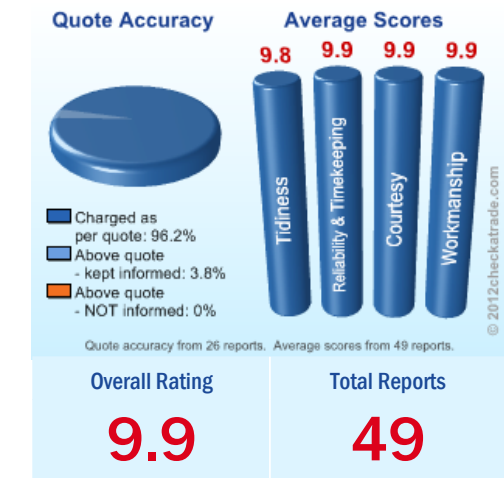 Quote Accuracy
Average Scores
9.8
9.9
9.9
9.9
Tidiness
Reliability & Timekeeping
Courtesy
Workmanship
Charged as
per quote: 96.2%
Above quote
- kept informed: 3.8%
Above quote
- NOT informed: 0%
© 2012checkatrade.com
Quote accuracy from 26 reports. Average scores from 49 reports.
Overall Rating
9.9
Total Reports
49